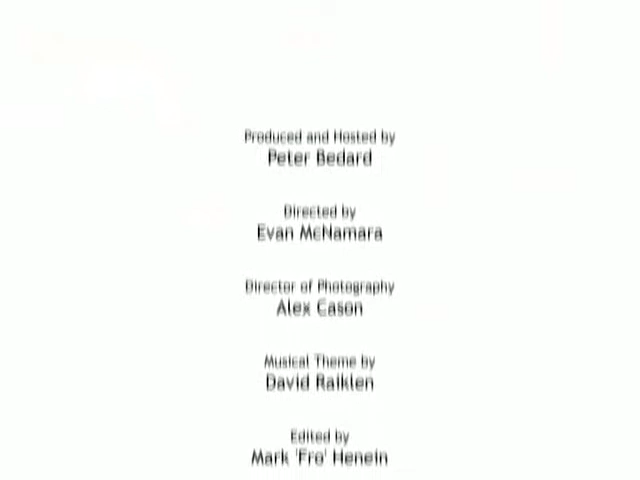 Produced and Hosted by
Peter Bedard
Directed by
Evan McNamara
Director of Photography
Alex Cason
Musical Theme by
David Raiklen
Edited by
Mark 'Fro' Henein